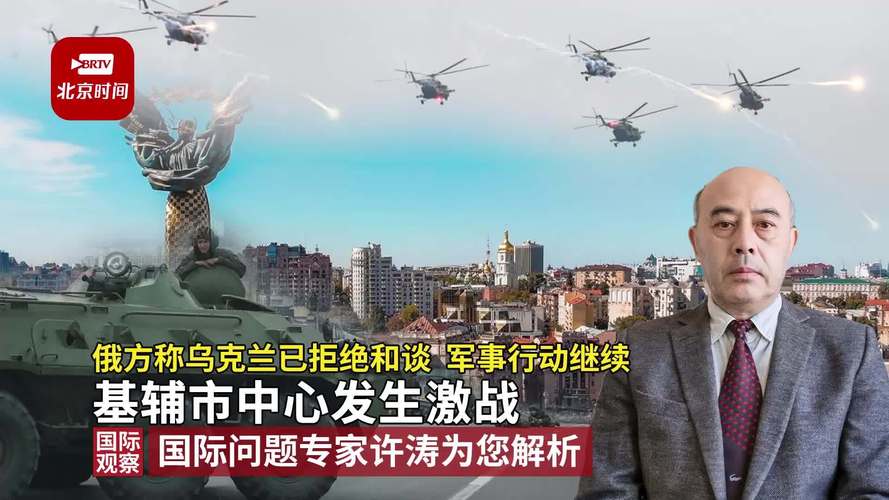 BRTV
北京时间
俄方称乌克兰已拒绝和谈 军事行动继续
基辅市中心发生激战
国际观察
国际问题专家许涛为您解析